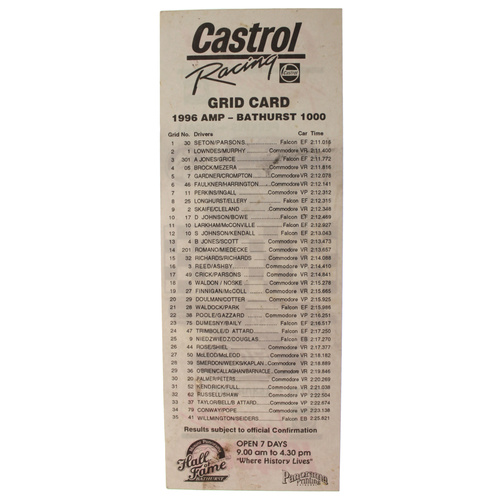 Castrol
Racing
Castrol
GRID CARD
1996 AMP – BATHURST 1000
Grid No. Drivers Car Time
1 30 SETON/PARSONS Falcon EF 2:11.018
2 1 LOWNDES/MURPHY Commodore VR 2:11.400
3 301 A JONES/GRICE Falcon EF 2:11.772
4 05 BROCK/MEZERA Commodore VR 2:11.816
5 7 GARDNER/CROMPTON Commodore VR 2:12.078
6 46 FAULKNER/HARRINGTON Commodore VR 2:12.141
7 11 PERKINS/INGALL Commodore VP 2:12.312
8 25 LONGHURST/ELLERY Falcon EF 2:12.315
9 2 SKAIFE/CLELAND Commodore VR 2:12.348
10 17 D JOHNSON/BOWE Falcon EF 2:12.469
11 10 LARKHAM/McCONVILLE Falcon EF 2:12.927
12 10 S JOHNSON/KENDALL Falcon EF 2:13.043
13 4 B JONES/SCOTT Commodore VR 2:13.473
14 201 ROMANO/MIEDECKE Commodore VR 2:13.657
15 32 RICHARDS/RICHARDS Commodore VR 2:14.088
16 3 REED/ASHBY Commodore VR 2:14.410
17 49 CRICK/PARSONS Commodore VR 2:14.841
18 6 WALDON / NOSKE Commodore VR 2:15.278
19 27 FINNIGAN/McCOLL Commodore VR 2:15.665
20 29 DOULMAN/COTTER Commodore VP 2:15.925
21 28 WALDOCK/PARK Falcon EF 2:15.966
22 38 POOLE/GAZZARD Commodore VP 2:16.251
23 75 DUMESNY/BAILY Falcon EF 2:16.517
24 47 TRIMBOLE/D ATTARD Commodore VR 2:17.250
25 9 NIEDZWIEDZ/DOUGLAS Falcon EB 2:17.270
26 44 ROSE/SHIEL Commodore VR 2:17.377
27 50 McLEOD/McLEOD Commodore VR 2:18.182
28 39 SMERDON/WEEKS/KAPLAN Commodore VR 2:18.889
29 36 O'BRIEN/CALLAGHAN/BARNACLE Commodore VR
30 20 PALMER/PETERS Commodore VR 2:20.269
31 52 KENDRICK/FULL Commodore VR 2:21.038
32 62 RUSSELL/SHAW Commodore VP 2:22.504
33 37 TAYLOR/BELL/B ATTARD Commodore VP 2:22.674
34 79 CONWAY/POPE Commodore VP 2:23.136
35 41 WILLMINGTON/SEIDERS Falcon EB 2:25.621
Results subject to official Confirmation
Hall of
Fame
BATHURST
OPEN 7 DAYS
9.00 am to 4.30 pm
"Where History Lives"
Panorama
Printing